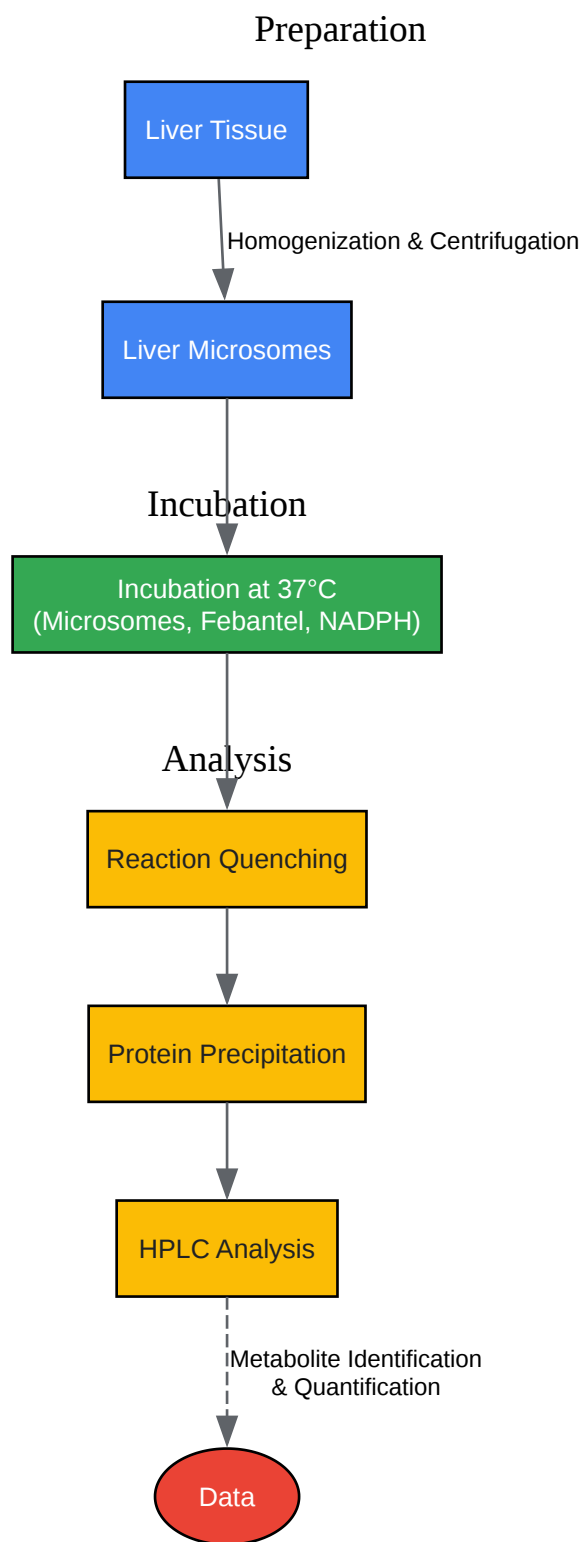 Preparation
Liver Tissue
Homogenization & Centrifugation
Liver Microsomes
Incubation
Incubation at 37°C
(Microsomes, Febantel, NADPH)
Analysis
Reaction Quenching
Protein Precipitation
HPLC Analysis
Metabolite Identification
& Quantification
Data